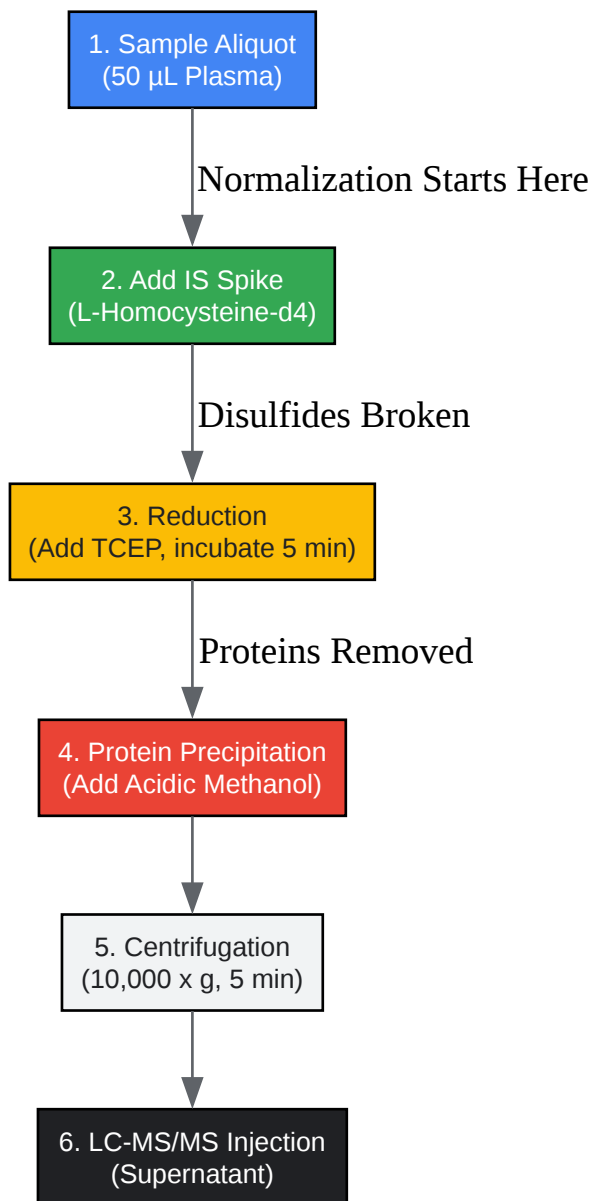 1. Sample Aliquot
(50 µL Plasma)
Normalization Starts Here
2. Add IS Spike
(L-Homocysteine-d4)
Disulfides Broken
3. Reduction
(Add TCEP, incubate 5 min)
Proteins Removed
4. Protein Precipitation
(Add Acidic Methanol)
5. Centrifugation
(10,000 x g, 5 min)
6. LC-MS/MS Injection
(Supernatant)